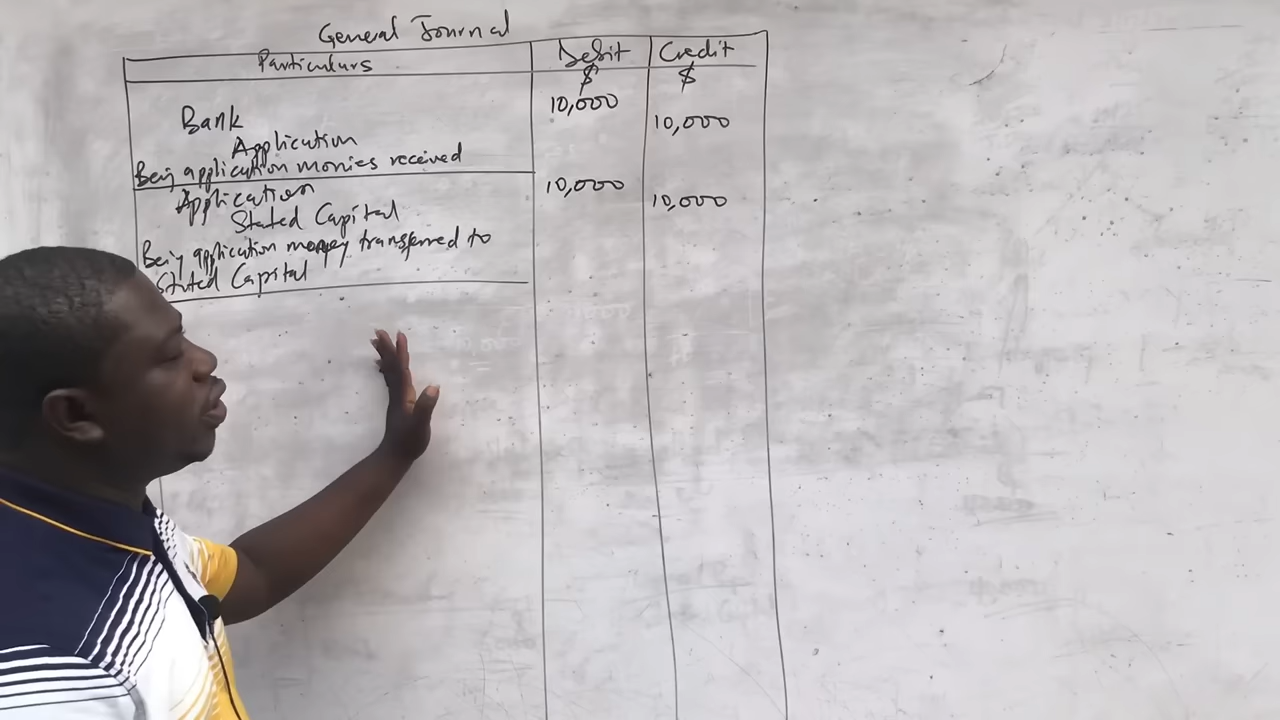 General Journal
Particulars Debit Credit
$ $
Bank 10,000
Application 10,000
Being application monies received
Application 10,000
Stated Capital 10,000
Being application money transferred to
Stated Capital